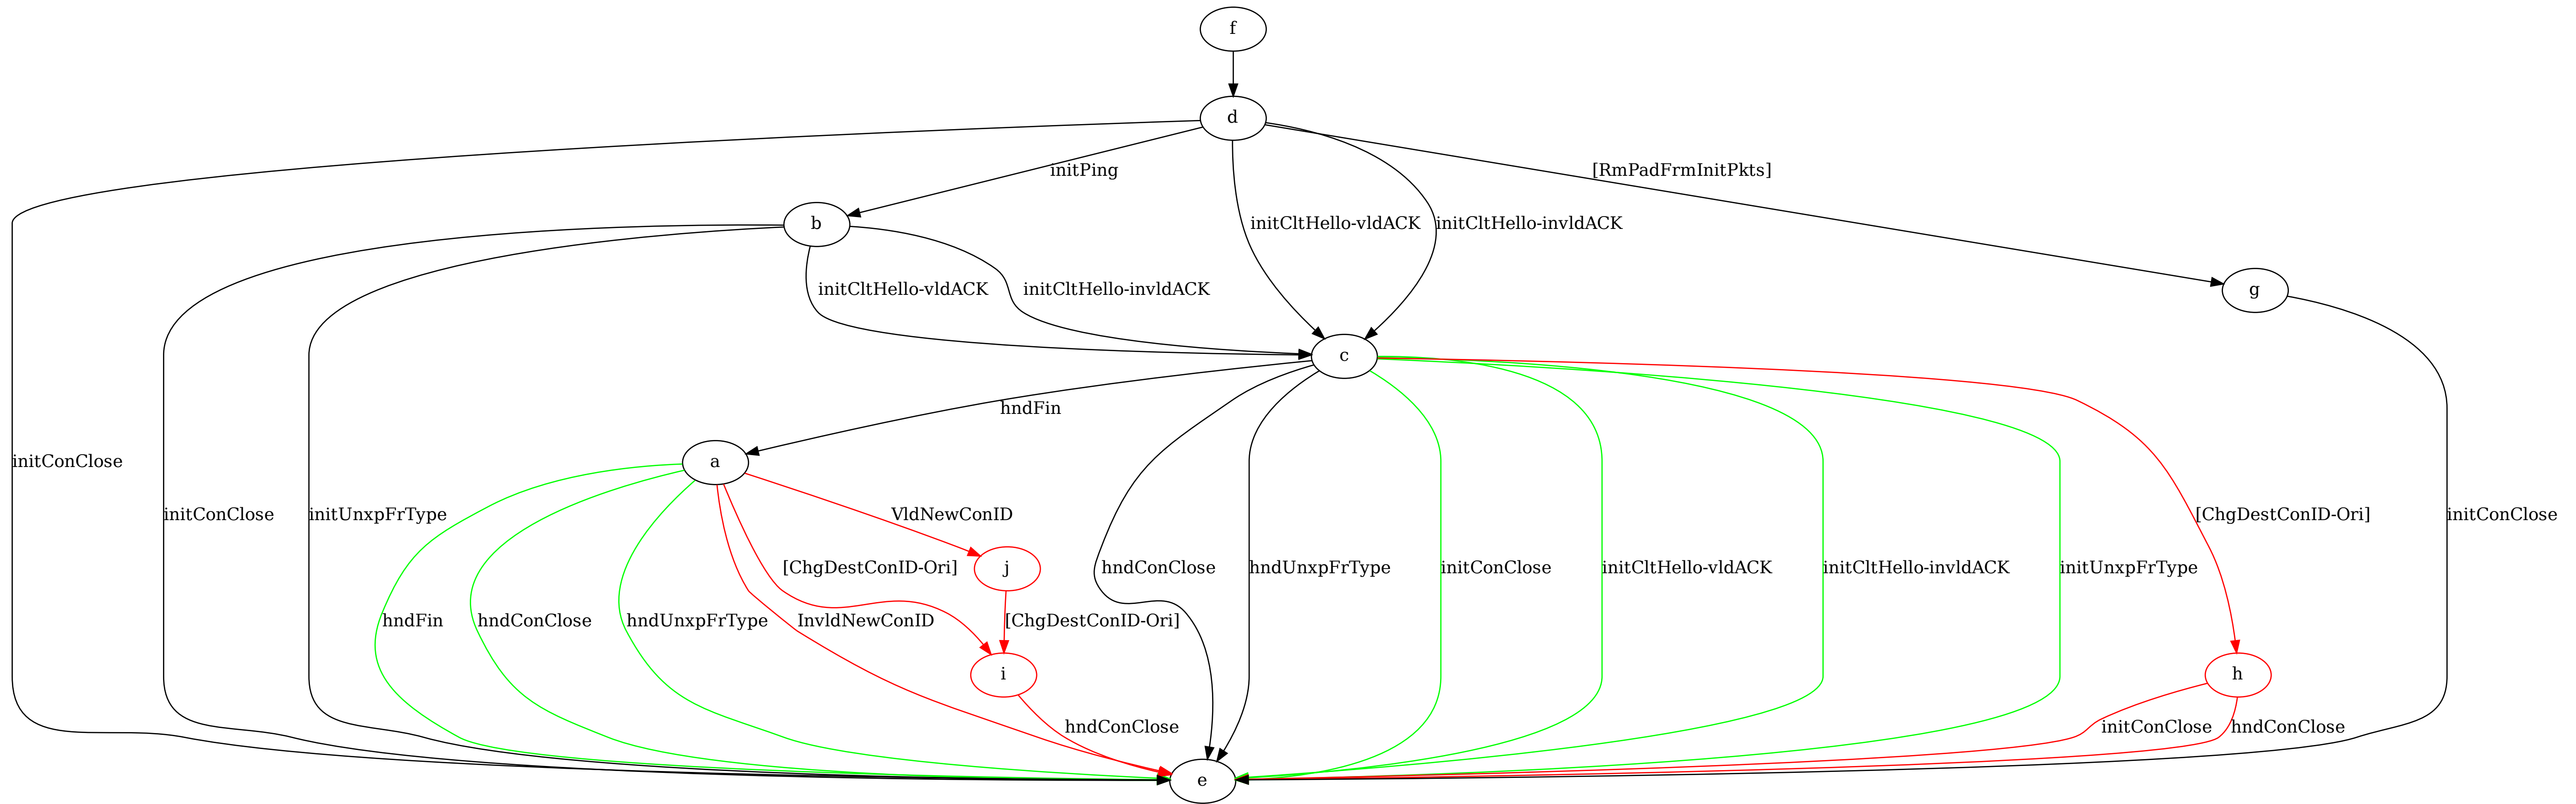 f
d
initPing
[RmPadFrmInitPkts]
b
initCltHello-vldACK
initCltHello-invldACK
initCltHello-vldACK
initCltHello-invldACK
g
c
hndFin
initConClose
a
initConClose
initUnxpFrType
VldNewConID
[ChgDestConID-Ori]
initConClose
[ChgDestConID-Ori]
j
hndConClose
hndUnxpFrType
initConClose
initCltHello-vldACK
initCltHello-invldACK
initUnxpFrType
hndFin
hndConClose
hndUnxpFrType
InvldNewConID
[ChgDestConID-Ori]
i
h
hndConClose
initConClose
hndConClose
e